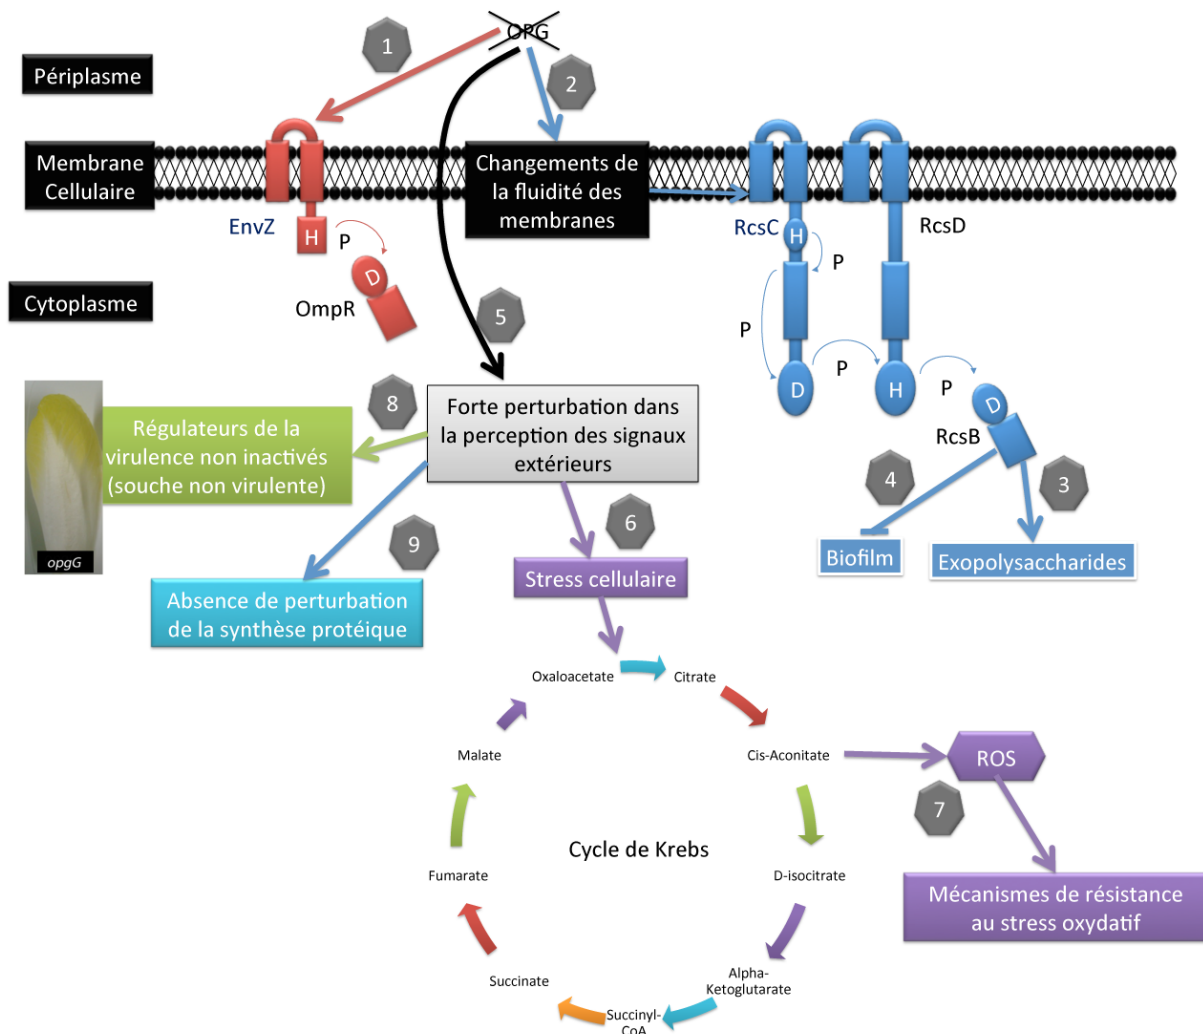 OPG
1
2
Périplasme
Membrane
Cellulaire
Changements de
la fluidité des
membranes
EnvZ
H
P
D
OmpR
RcsC
RcsD
H
P
P
D
P
H
P
D
RcsB
Cytoplasme
5
8
Régulateurs de la
virulence non inactivés
(souche non virulente)
opgG
Forte perturbation dans
la perception des signaux
extérieurs
4
3
Biofilm
Exopolysaccharides
9
6
Absence de perturbation
de la synthèse protéique
Stress cellulaire
Oxaloacetate
Citrate
Malate
Cis-Aconitate
ROS
7
Cycle de Krebs
Fumarate
D-isocitrate
Mécanismes de résistance
au stress oxydatif
Succinate
Alpha-
Ketoglutarate
Succinyl-
CoA